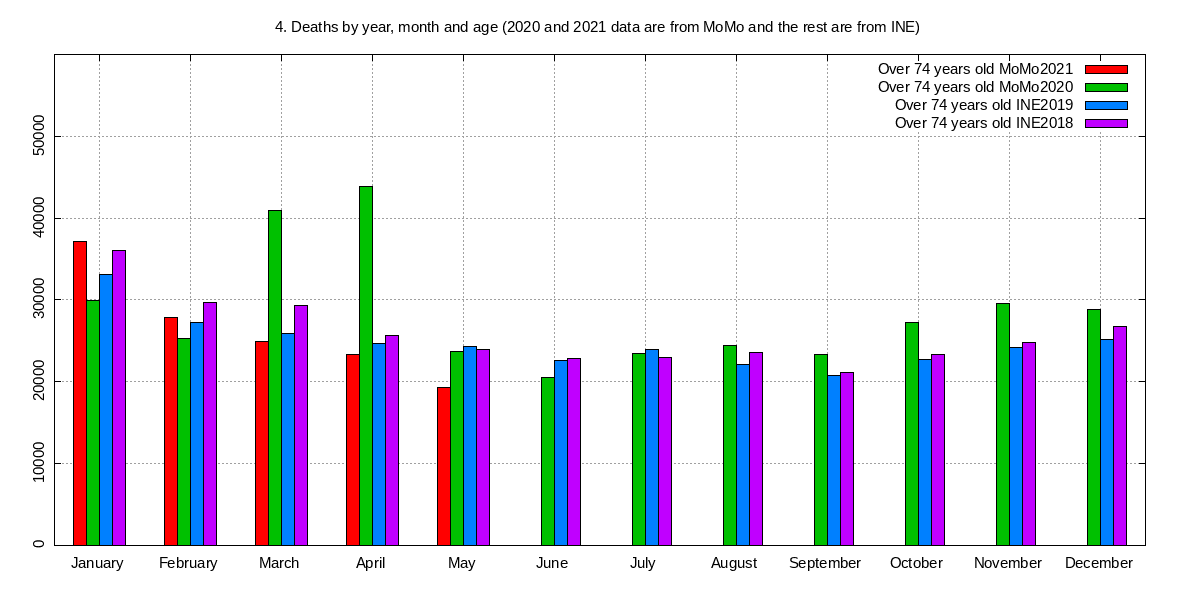 4. Deaths by year, month and age (2020 and 2021 data are from MoMo and the rest are from INE)
Over 74 years old MoMo2021
Over 74 years old MoMo2020
Over 74 years old INE2019
Over 74 years old INE2018
50000
40000
30000
20000
10000
0
January February March April May June July August September October November December